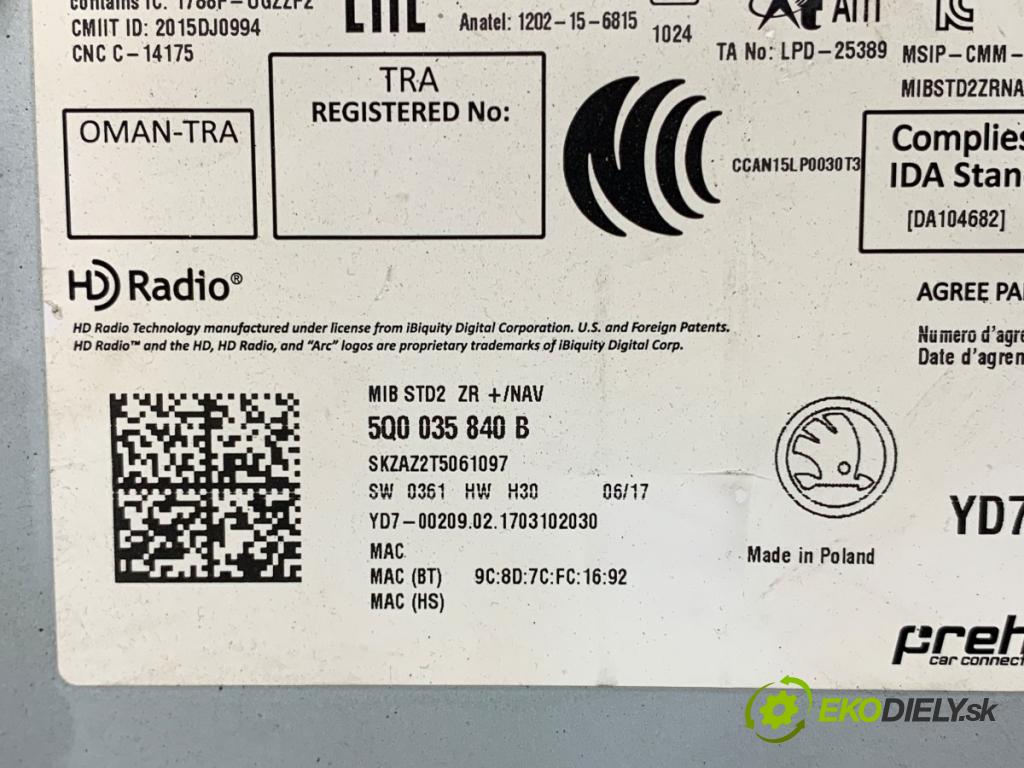 CMIIT ID: 2015DJ0994
CNC C-14175
EAC
Anatel: 1202-15-6815
1024
TA No: LPD-25389
MSIP-CMM-
MIBSTD2ZRNA
OMAN-TRA
TRA
REGISTERED No:
CCAN15LP0030T3
Complies
IDA Stan
[DA104682]
HD Radio®
HD Radio Technology manufactured under license from iBiquity Digital Corporation. U.S. and Foreign Patents.
HD Radio™ and the HD, HD Radio, and "Arc" logos are proprietary trademarks of iBiquity Digital Corp.
AGREE PA
Numero d'agre
Date d'agrem
MIB STD2 ZR +/NAV
5Q0 035 840 B
SKZAZ2T5061097
SW 0361 HW H30 06/17
YD7-00209.02.1703102030
MAC
MAC (BT) 9C:8D:7C:FC:16:92
MAC (HS)
Made in Poland
YD7
preh
car connect
EKODIELY.sk